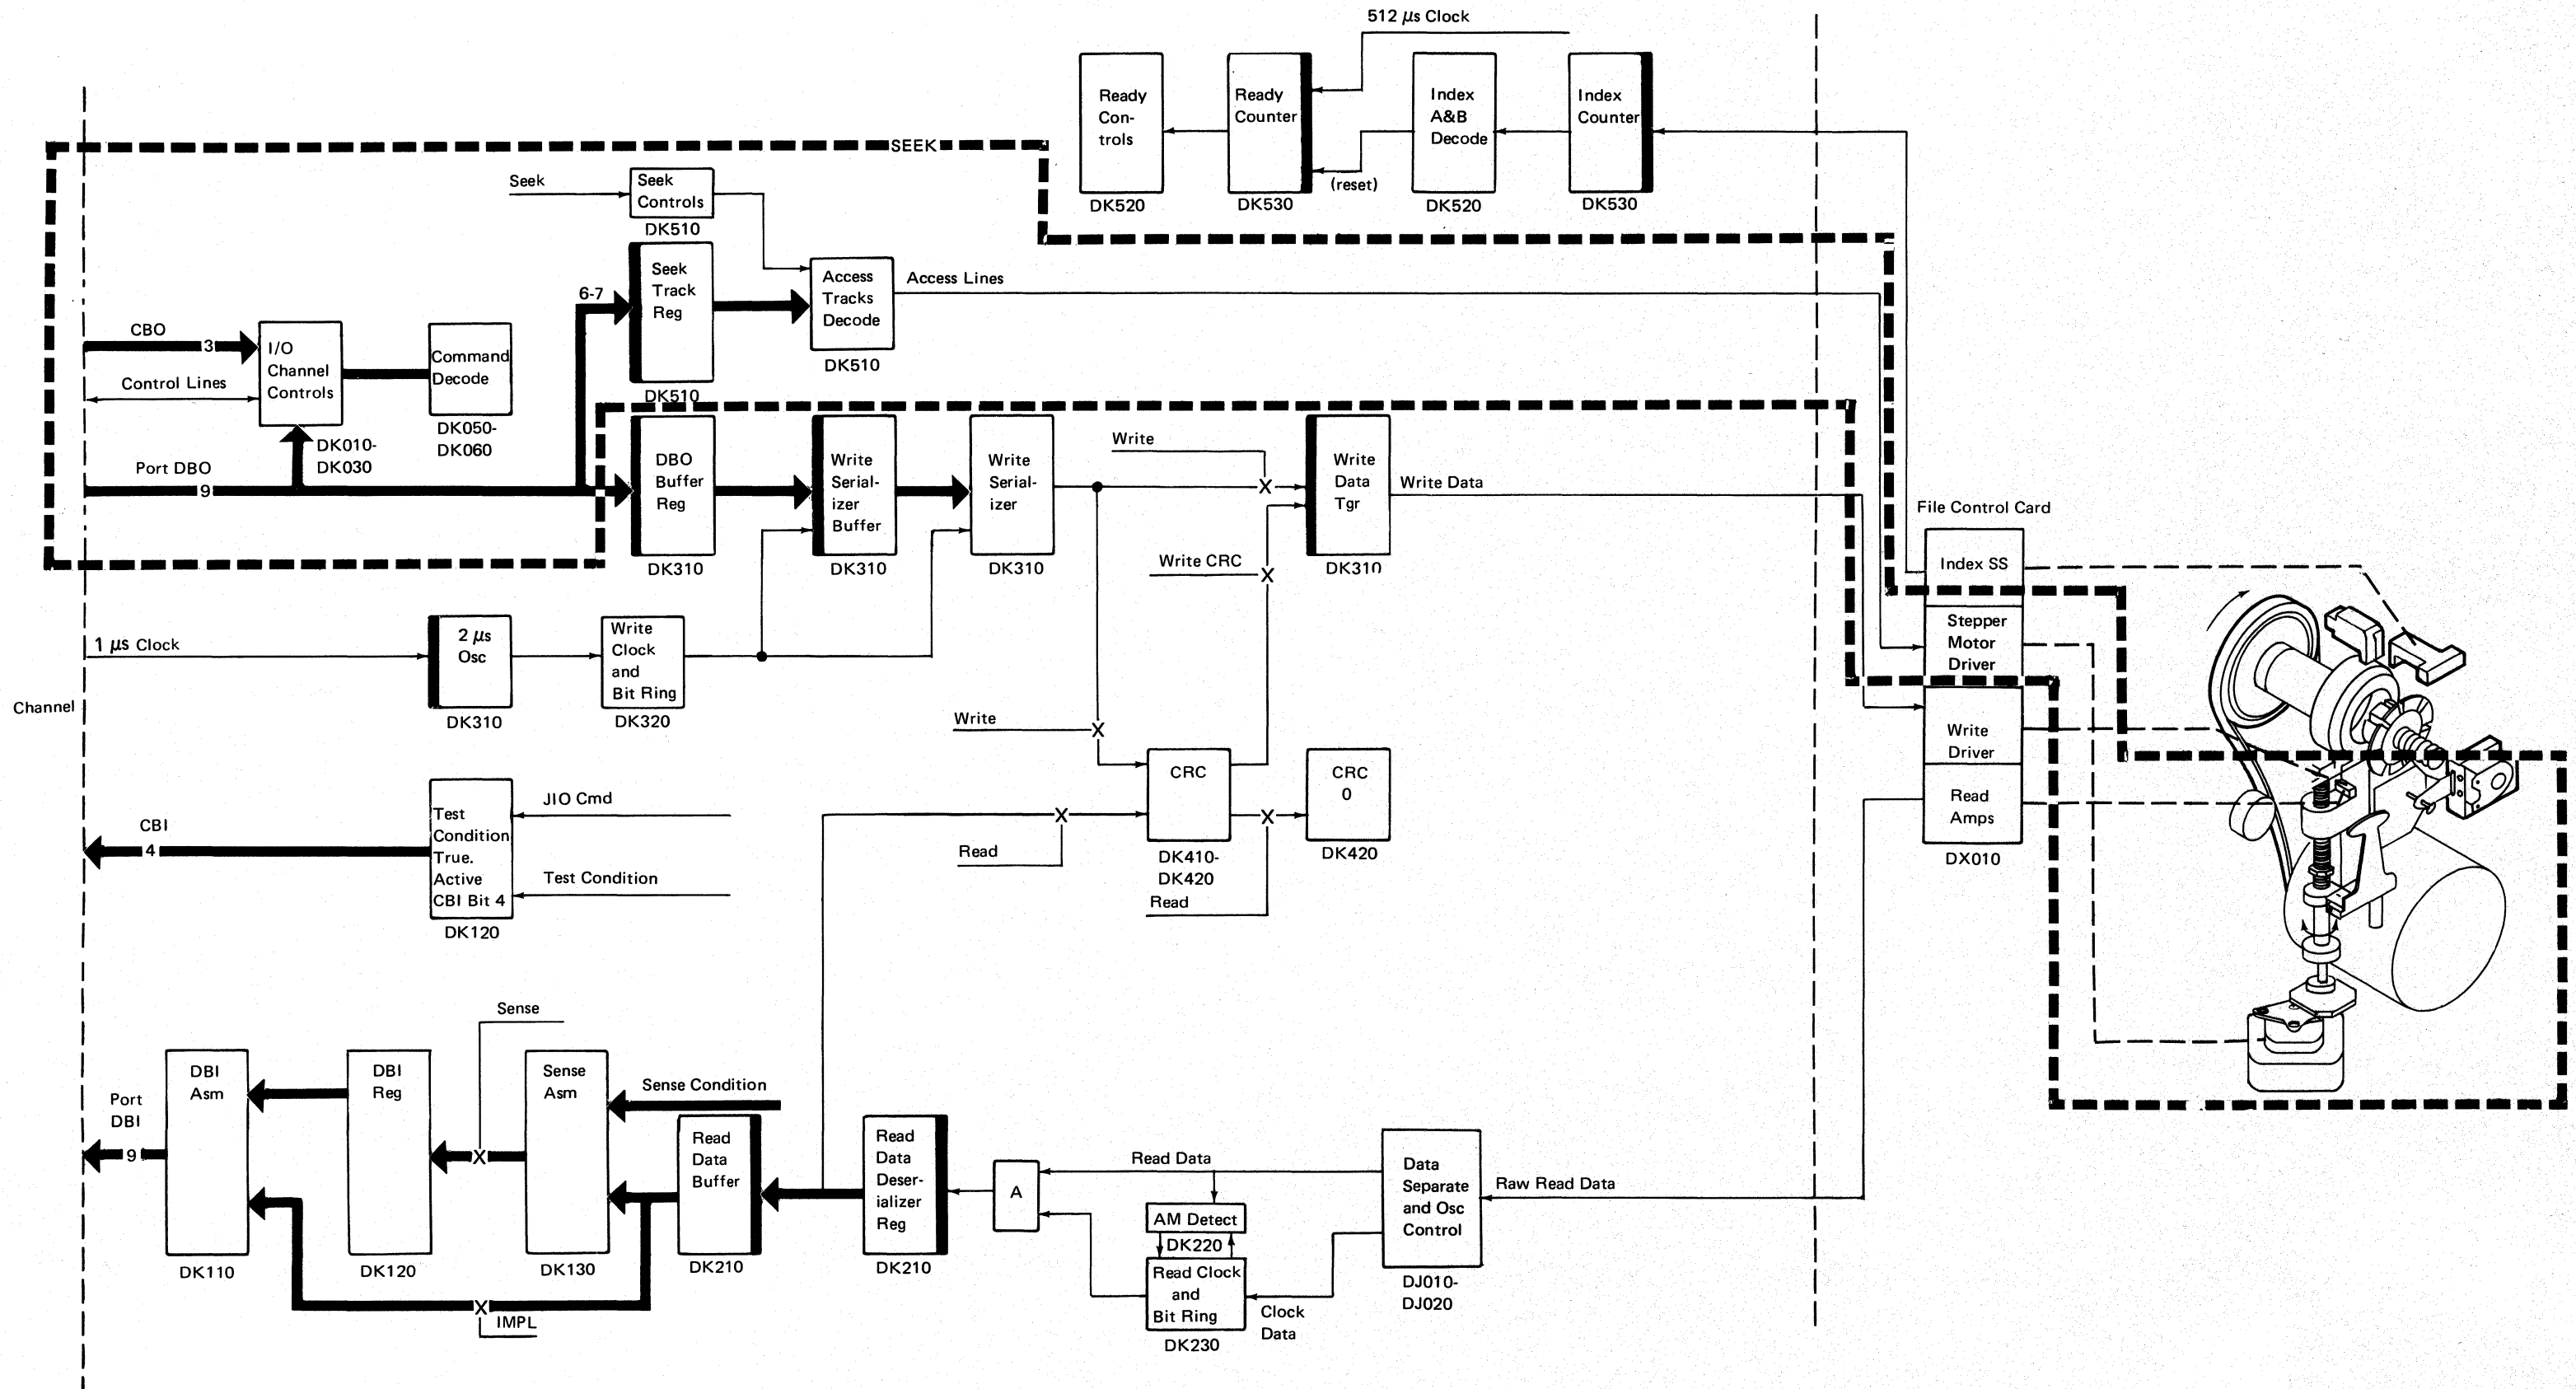 512 µs Clock
Ready
Con-
trols
DK520
Ready
Counter
DK530
(reset)
Index
A&B
Decode
DK520
Index
Counter
DK530
SEEK
Seek
Seek
Controls
DK510
Seek
Track
Reg
DK510
6-7
Access
Tracks
Decode
DK510
Access Lines
CBO
3
Control Lines
I/O
Channel
Controls
DK010-
DK030
Command
Decode
DK050-
DK060
Port DBO
9
DBO
Buffer
Reg
DK310
Write
Serial-
izer
Buffer
DK310
Write
Serial-
izer
DK310
Write
X
Write CRC
X
Write
Data
Tgr
DK310
Write Data
File Control Card
Index SS
Stepper
Motor
Driver
Write
Driver
Read
Amps
DX010
1 µs Clock
2 µs
Osc
DK310
Write
Clock
and
Bit Ring
DK320
Channel
Write
X
CRC
DK410-
DK420
X
Read
X
Read
CRC
0
DK420
CBI
4
Test
Condition
True.
Active
CBI Bit 4
DK120
JIO Cmd
Test Condition
Port
DBI
9
DBI
Asm
DK110
DBI
Reg
DK120
Sense
X
Sense
Asm
DK130
Sense Condition
Read
Data
Buffer
DK210
X
IMPL
Read
Data
Deser-
ializer
Reg
DK210
A
Read Data
AM Detect
DK220
Read Clock
and
Bit Ring
DK230
Clock
Data
Data
Separate
and Osc
Control
DJ010-
DJ020
Raw Read Data